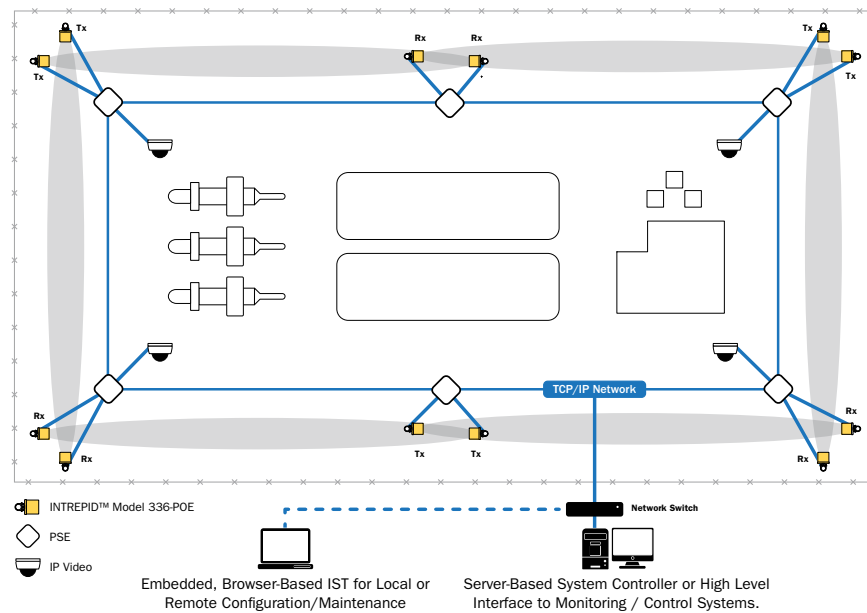 Tx
Tx
Rx
Rx
Tx
Tx
TCP/IP Network
Rx
Rx
Tx
Tx
Rx
Rx
INTREPID™ Model 336-POE
PSE
IP Video
Network Switch
Embedded, Browser-Based IST for Local or
Remote Configuration/Maintenance
Server-Based System Controller or High Level
Interface to Monitoring / Control Systems.